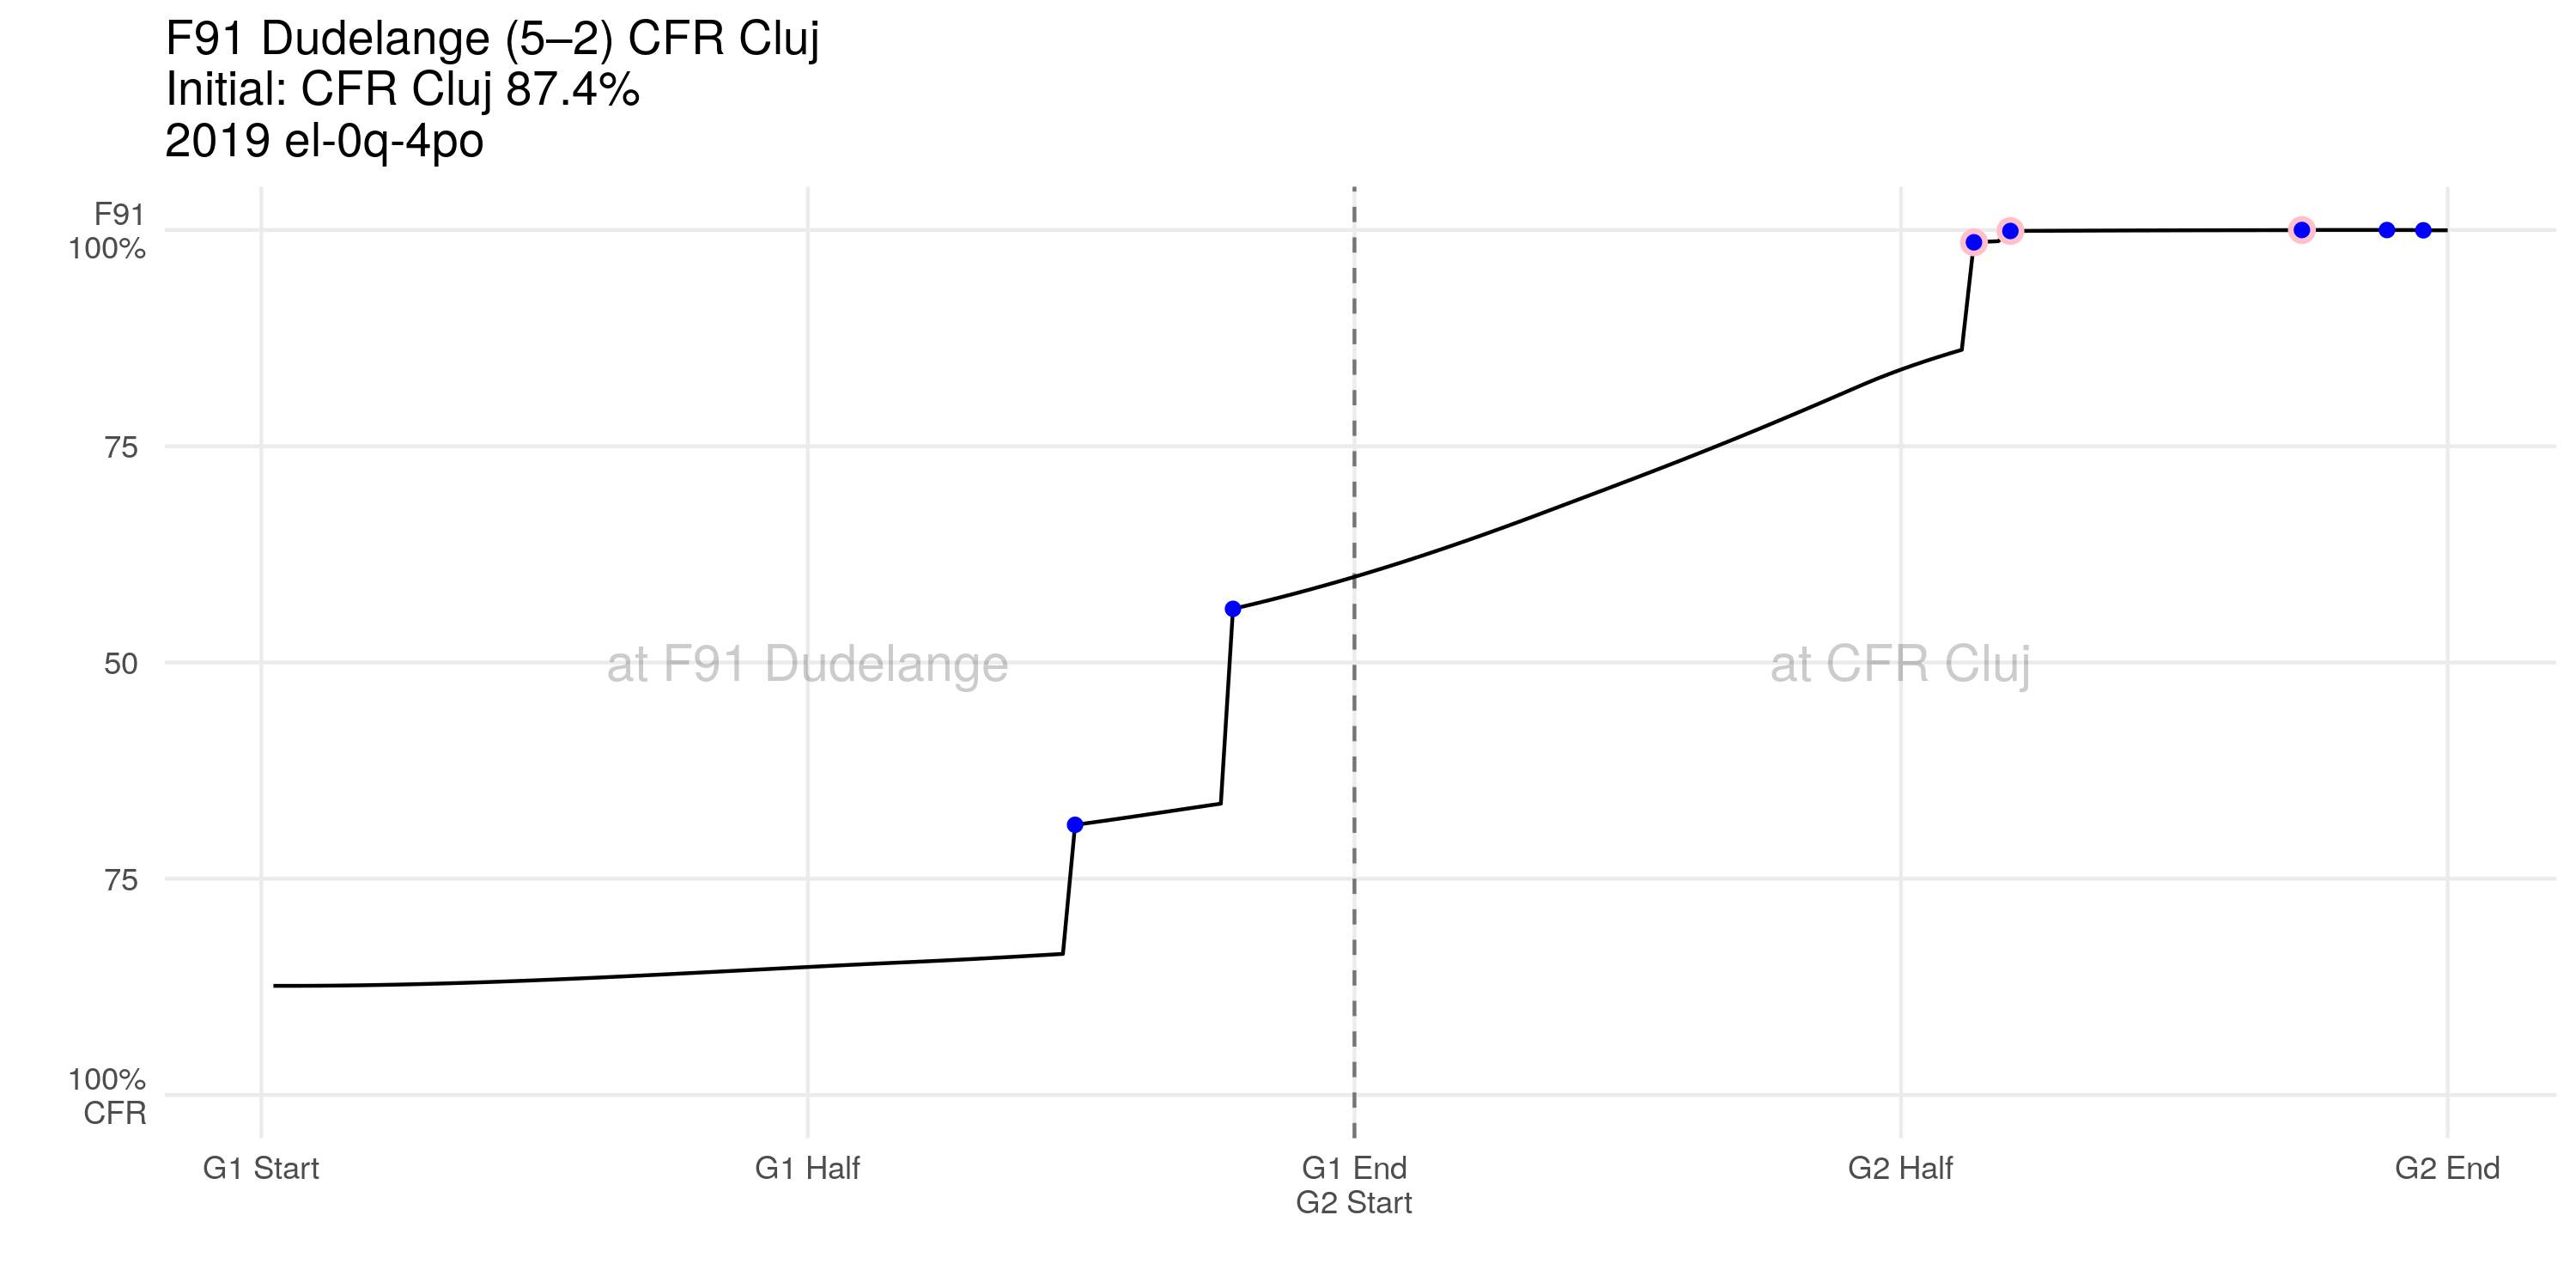 F91 Dudelange (5–2) CFR Cluj
Initial: CFR Cluj 87.4%
2019 el-0q-4po
F91
100%
75
50
75
100%
CFR
at F91 Dudelange
at CFR Cluj
G1 Start
G1 Half
G1 End
G2 Start
G2 Half
G2 End